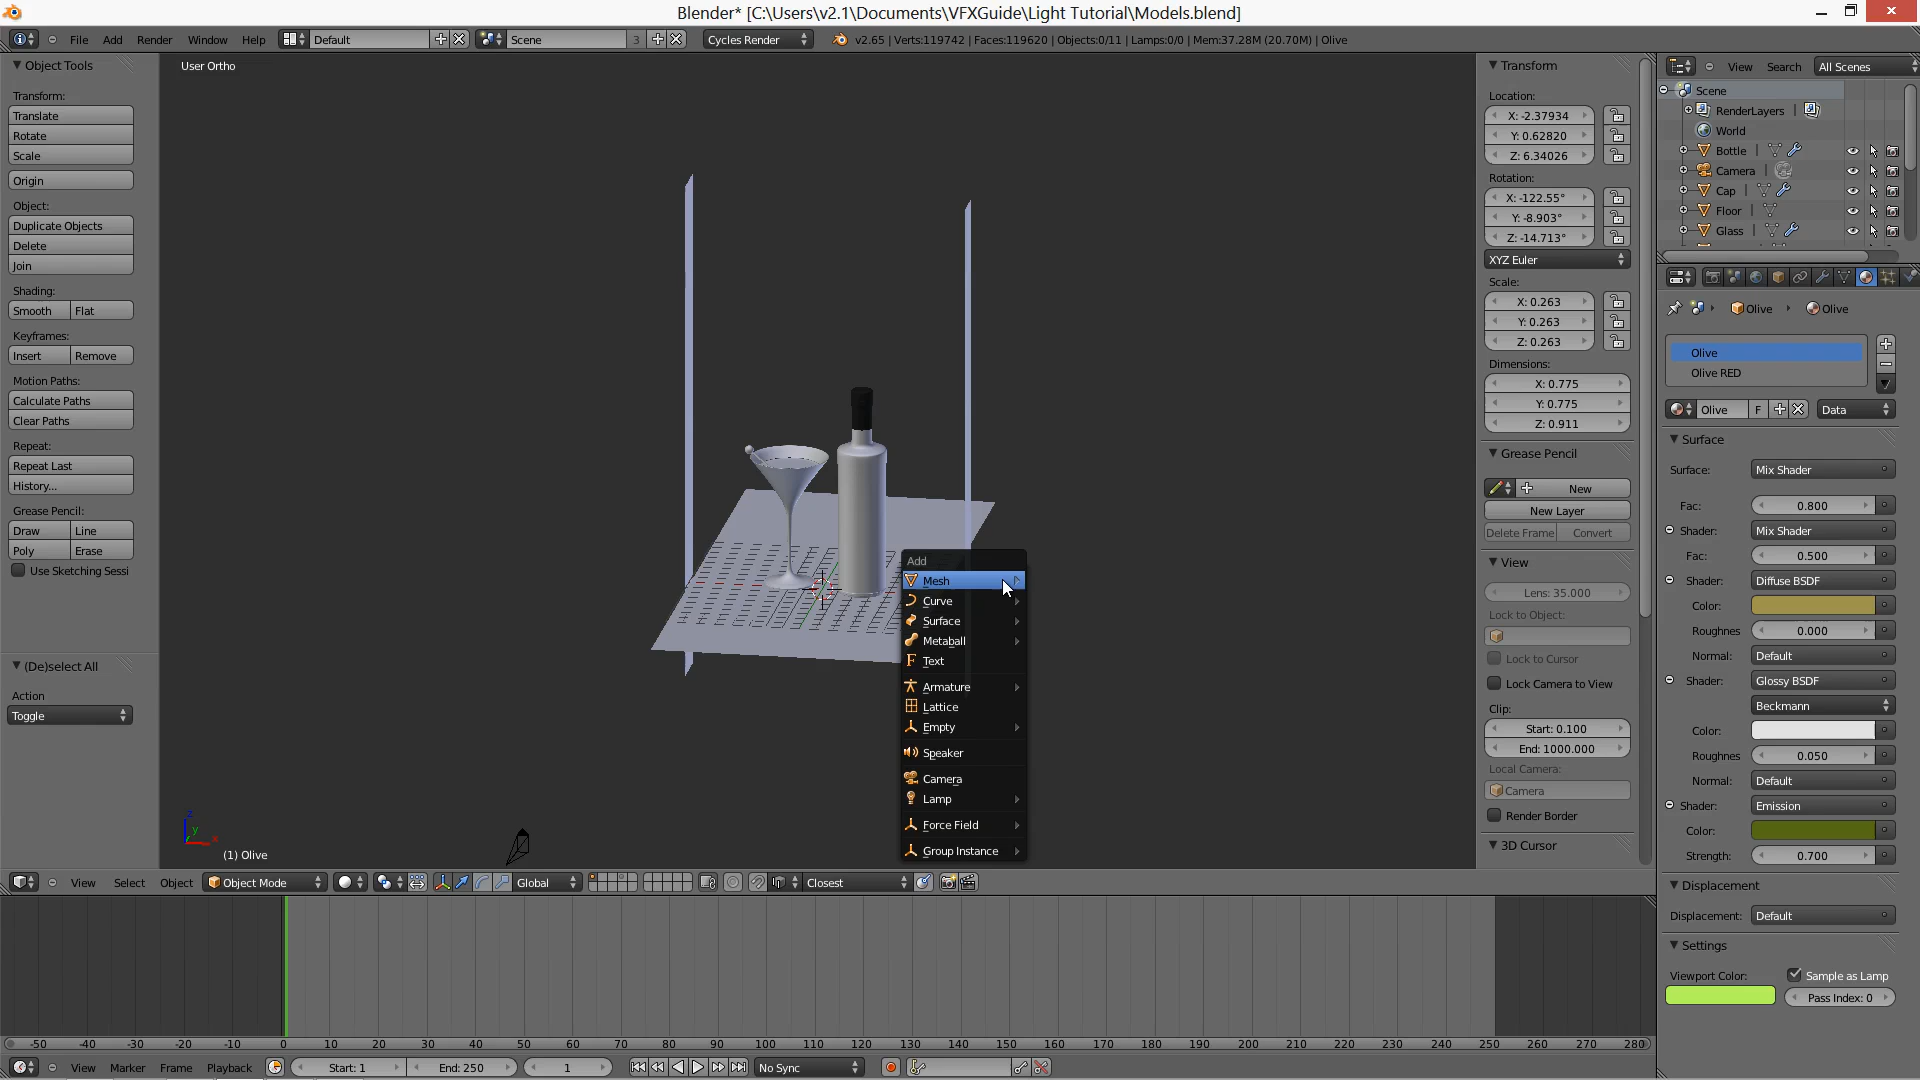 Blender* [C:\Users\v2.1\Documents\VFXGuide\Light Tutorial\Models.blend]
File Add Render Window Help Default Scene 3 Cycles Render v2.65 | Verts:119742 | Faces:119620 | Objects:0/11 | Lamps:0/0 | Mem:37.28M (20.70M) | Olive
Object Tools
Transform:
Translate
Rotate
Scale
Origin
Object:
Duplicate Objects
Delete
Join
Shading:
Smooth Flat
Keyframes:
Insert Remove
Motion Paths:
Calculate Paths
Clear Paths
Repeat:
Repeat Last
History...
Grease Pencil:
Draw Line
Poly Erase
Use Sketching Sessi
(De)select All
Action
Toggle
User Ortho
Add
Mesh
Curve
Surface
Metaball
Text
Armature
Lattice
Empty
Speaker
Camera
Lamp
Force Field
Group Instance
z
y
x
(1) Olive
Transform
Location:
X: -2.37934
Y: 0.62820
Z: 6.34026
Rotation:
X: -122.55°
Y: -8.903°
Z: -14.713°
XYZ Euler
Scale:
X: 0.263
Y: 0.263
Z: 0.263
Dimensions:
X: 0.775
Y: 0.775
Z: 0.911
Grease Pencil
New
New Layer
Delete Frame Convert
View
Lens: 35.000
Lock to Object:
Lock to Cursor
Lock Camera to View
Clip:
Start: 0.100
End: 1000.000
Local Camera:
Camera
Render Border
3D Cursor
View Search All Scenes
Scene
RenderLayers |
World
Bottle
Camera
Cap
Floor
Glass
Olive Olive
Olive
Olive RED
Olive F Data
Surface
Surface: Mix Shader
Fac: 0.800
Shader: Mix Shader
Fac: 0.500
Shader: Diffuse BSDF
Color:
Roughnes 0.000
Normal: Default
Shader: Glossy BSDF
Beckmann
Color:
Roughnes 0.050
Normal: Default
Shader: Emission
Color:
Strength: 0.700
Displacement
Displacement: Default
Settings
Viewport Color: Sample as Lamp
Pass Index: 0
View Select Object Object Mode Global Closest
-50 -40 -30 -20 -10 0 10 20 30 40 50 60 70 80 90 100 110 120 130 140 150 160 170 180 190 200 210 220 230 240 250 260 270 280
View Marker Frame Playback Start: 1 End: 250 1 No Sync